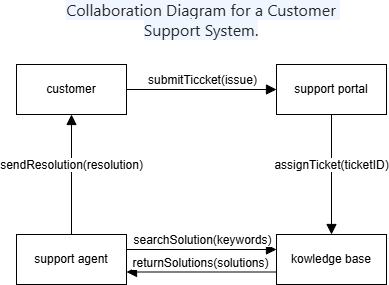 Collaboration Diagram for a Customer
Support System.
customer
submitTiccket(issue)
support portal
sendResolution(resolution)
assignTicket(ticketID)
support agent
searchSolution(keywords)
returnSolutions(solutions)
kowledge base